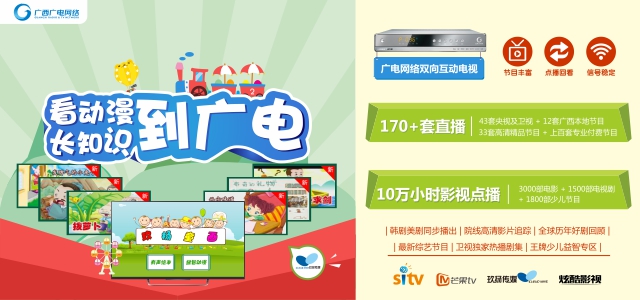 广西广电网络
看动漫
长知识
到广电
拔萝卜
广电网络双向互动电视
节目丰富
点播回看
信号稳定
170+套直播
43套央视及卫视 + 12套广西本地节目
33套高清精品节目 + 上百套专业付费节目
10万小时影视点播
3000部电影 + 1500部电视剧
+ 1800部少儿节目
| 韩剧美剧同步播出 | 院线高清影片追踪 | 全球历年好剧回顾 |
| 最新综艺节目 | 卫视独家热播剧集 | 王牌少儿益智专区 |
sitv
芒果tv
玖品传媒
炫酷影视